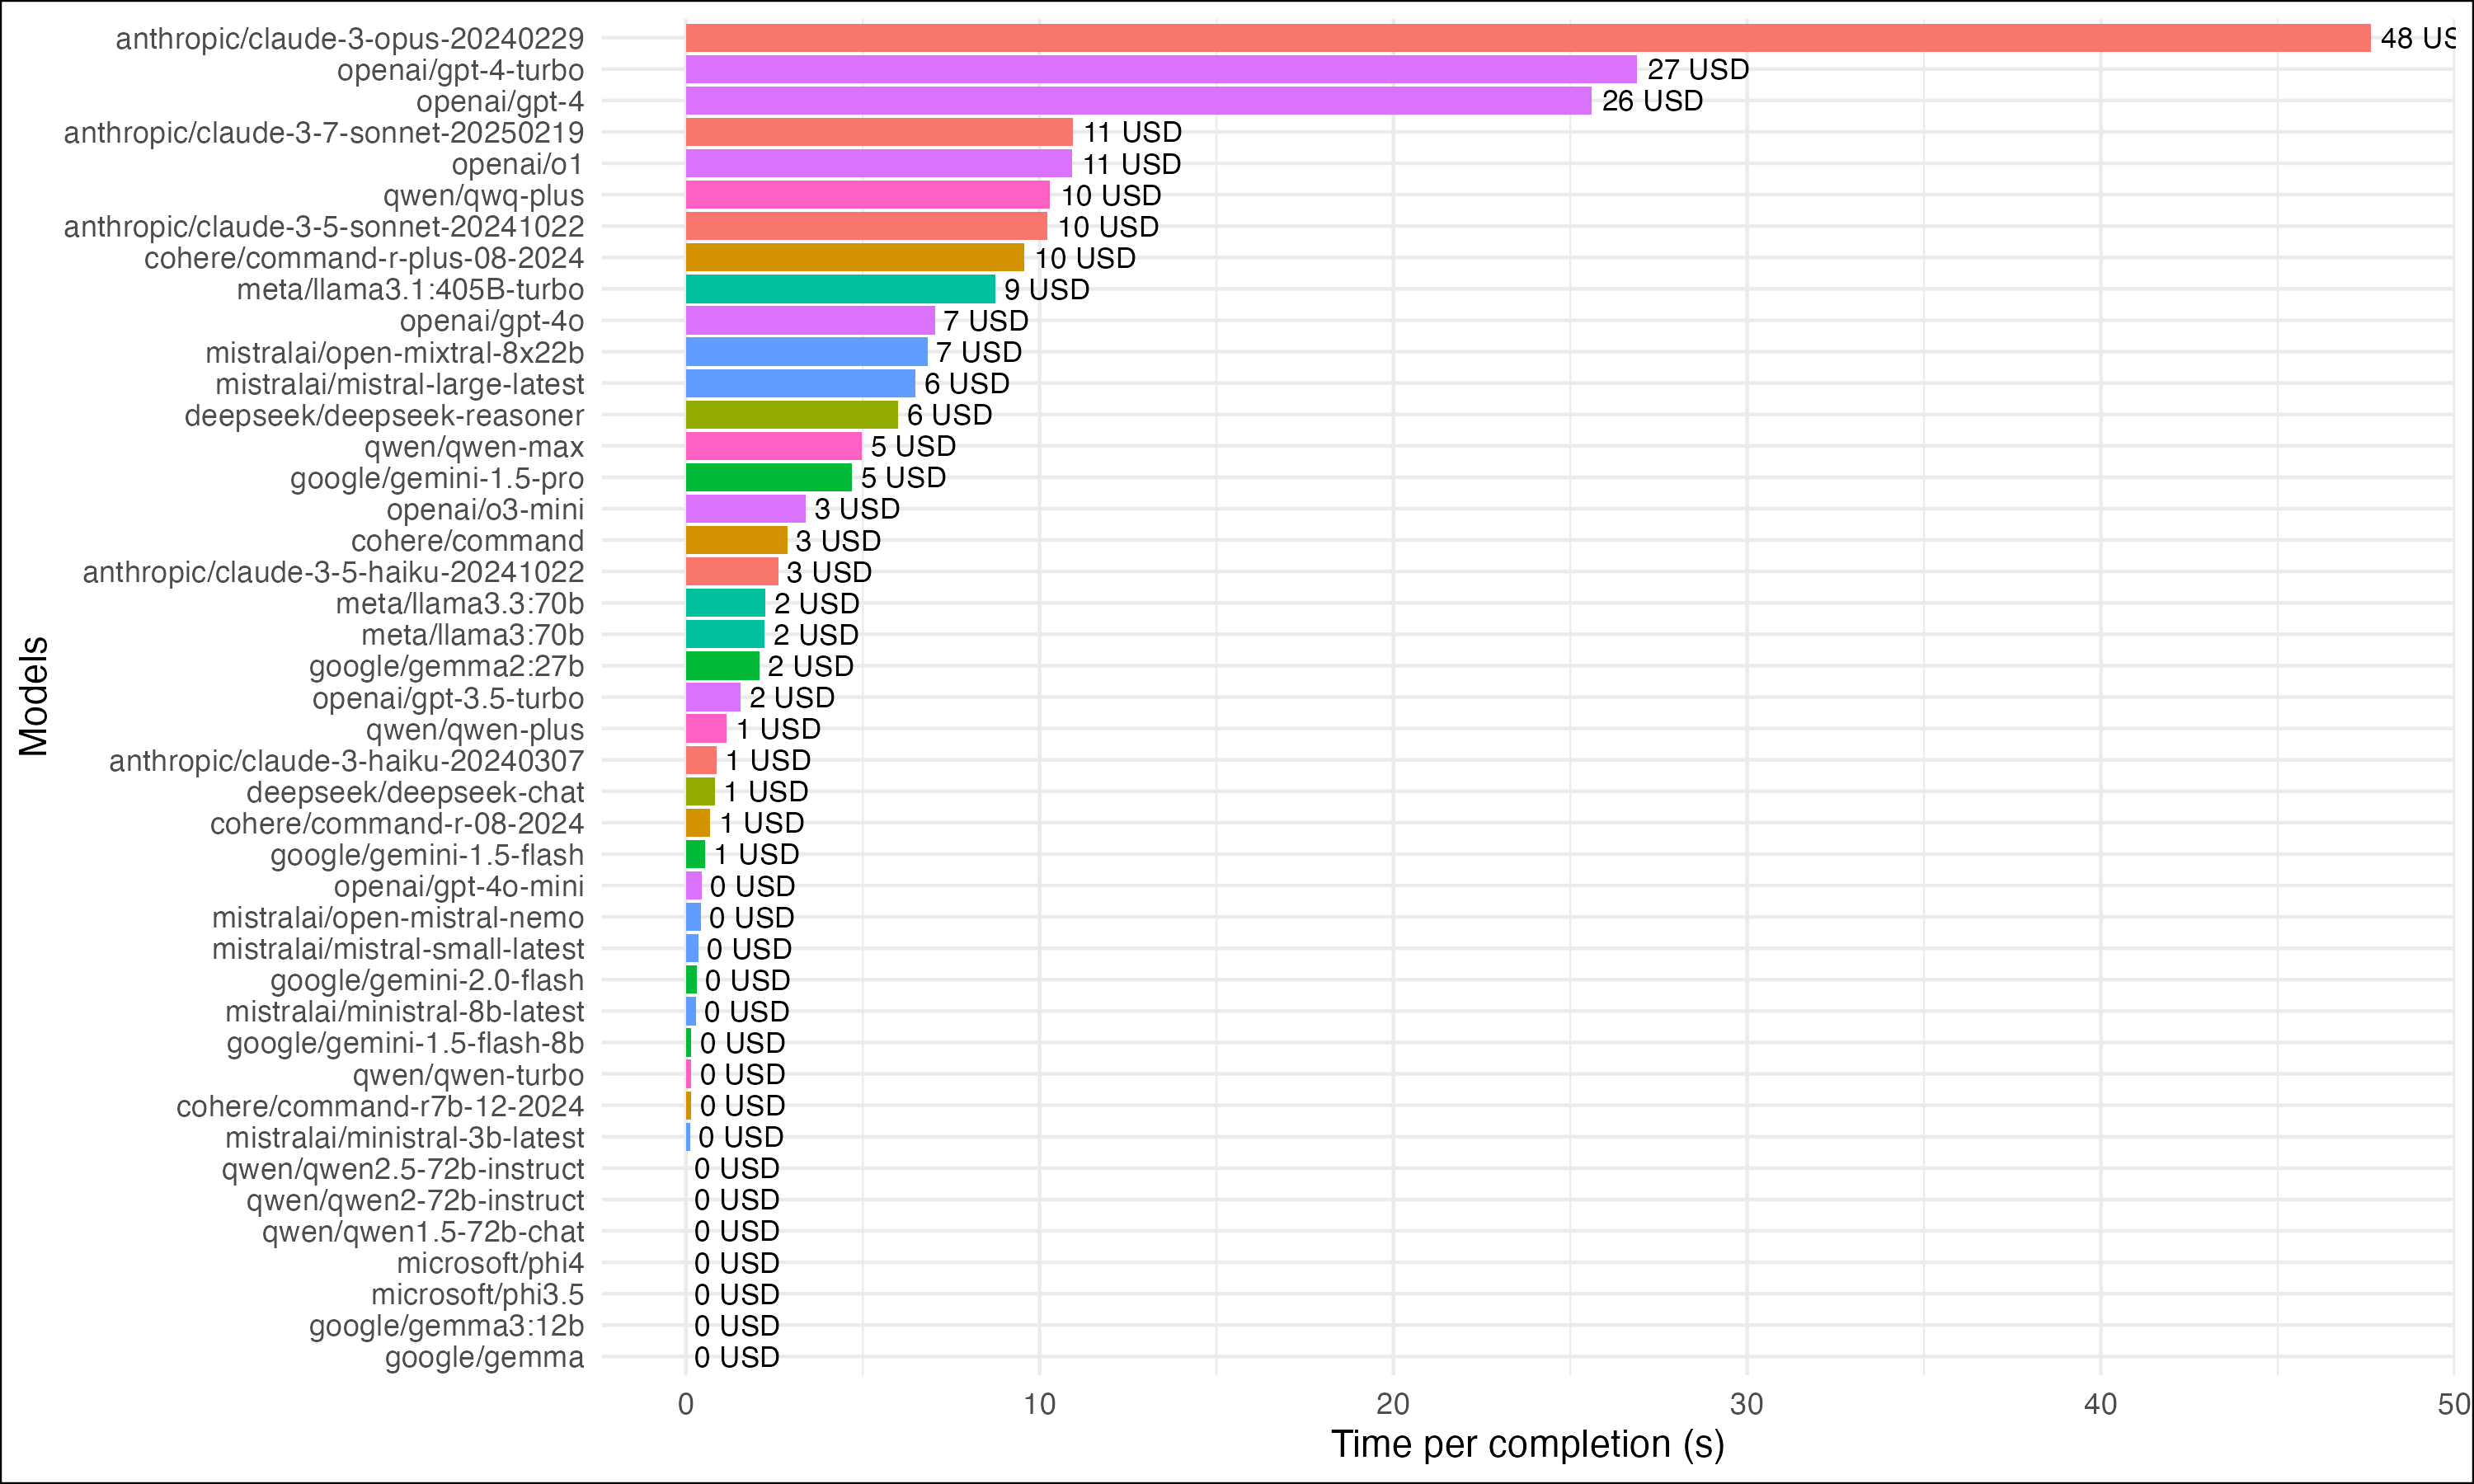 anthropic/claude-3-opus-20240229 48 US
openai/gpt-4-turbo 27 USD
openai/gpt-4 26 USD
anthropic/claude-3-7-sonnet-20250219 11 USD
openai/o1 11 USD
qwen/qwq-plus 10 USD
anthropic/claude-3-5-sonnet-20241022 10 USD
cohere/command-r-plus-08-2024 10 USD
meta/llama3.1:405B-turbo 9 USD
openai/gpt-4o 7 USD
mistralai/open-mixtral-8x22b 7 USD
mistralai/mistral-large-latest 6 USD
deepseek/deepseek-reasoner 6 USD
qwen/qwen-max 5 USD
google/gemini-1.5-pro 5 USD
openai/o3-mini 3 USD
cohere/command 3 USD
anthropic/claude-3-5-haiku-20241022 3 USD
meta/llama3.3:70b 2 USD
meta/llama3:70b 2 USD
google/gemma2:27b 2 USD
openai/gpt-3.5-turbo 2 USD
qwen/qwen-plus 1 USD
anthropic/claude-3-haiku-20240307 1 USD
deepseek/deepseek-chat 1 USD
cohere/command-r-08-2024 1 USD
google/gemini-1.5-flash 1 USD
openai/gpt-4o-mini 0 USD
mistralai/open-mistral-nemo 0 USD
mistralai/mistral-small-latest 0 USD
google/gemini-2.0-flash 0 USD
mistralai/ministral-8b-latest 0 USD
google/gemini-1.5-flash-8b 0 USD
qwen/qwen-turbo 0 USD
cohere/command-r7b-12-2024 0 USD
mistralai/ministral-3b-latest 0 USD
qwen/qwen2.5-72b-instruct 0 USD
qwen/qwen2-72b-instruct 0 USD
qwen/qwen1.5-72b-chat 0 USD
microsoft/phi4 0 USD
microsoft/phi3.5 0 USD
google/gemma3:12b 0 USD
google/gemma 0 USD
Models
0 10 20 30 40 50
Time per completion (s)